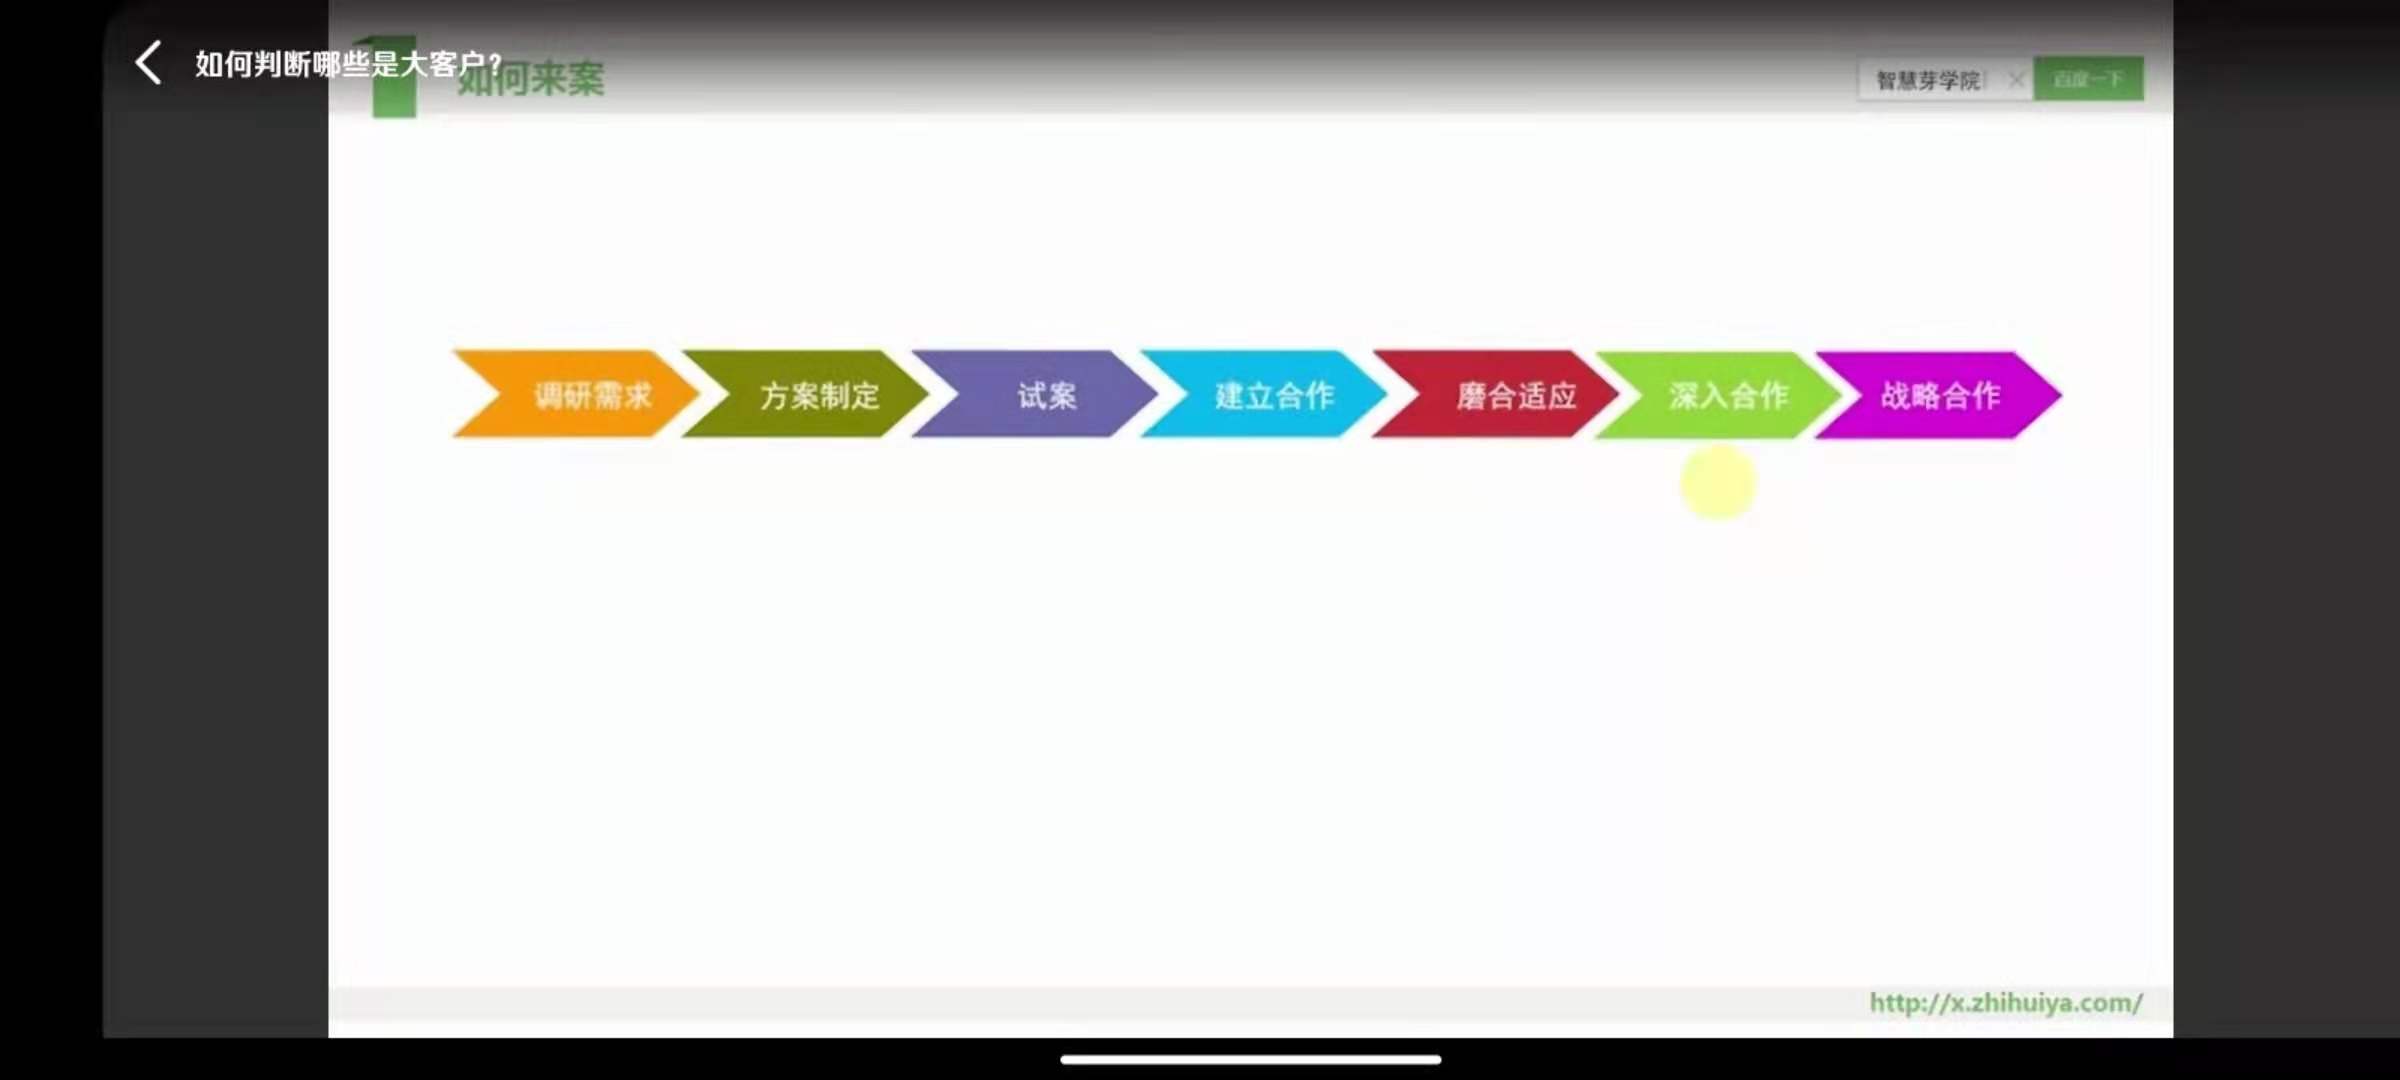 如何判断哪些是大客户?
如何来案
智慧芽学院
百度一下
调研需求
方案制定
试案
建立合作
磨合适应
深入合作
战略合作
http://x.zhihuiya.com/